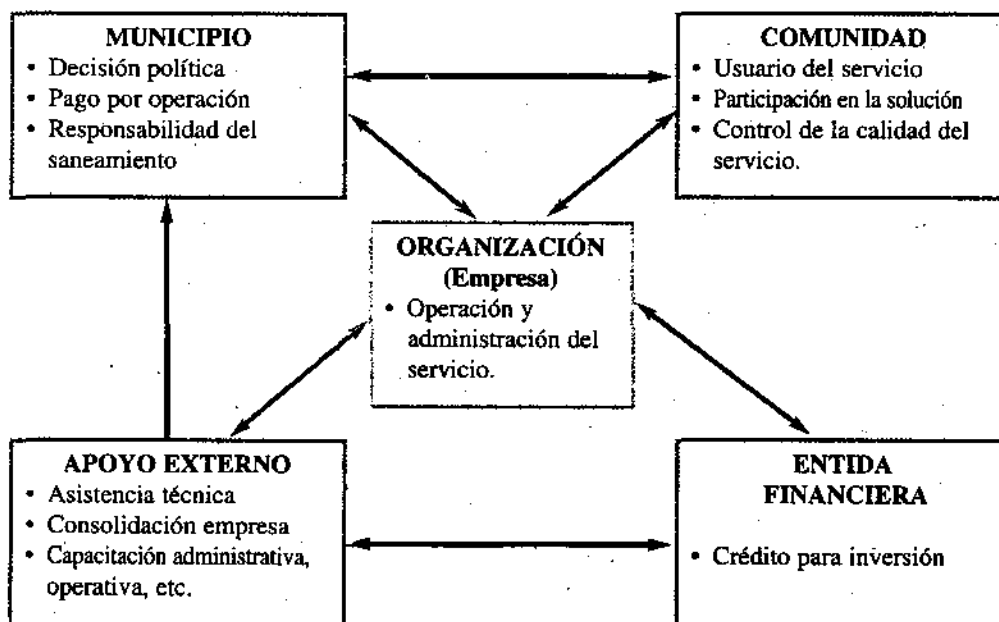 MUNICIPIO
• Decisión política
• Pago por operación
• Responsabilidad del
saneamiento
COMUNIDAD
• Usuario del servicio
• Participación en la solución
• Control de la calidad del
servicio.
ORGANIZACIÓN
(Empresa)
• Operación y
administración del
servicio.
APOYO EXTERNO
• Asistencia técnica
• Consolidación empresa
• Capacitación administrativa,
operativa, etc.
ENTIDA
FINANCIERA
• Crédito para inversión